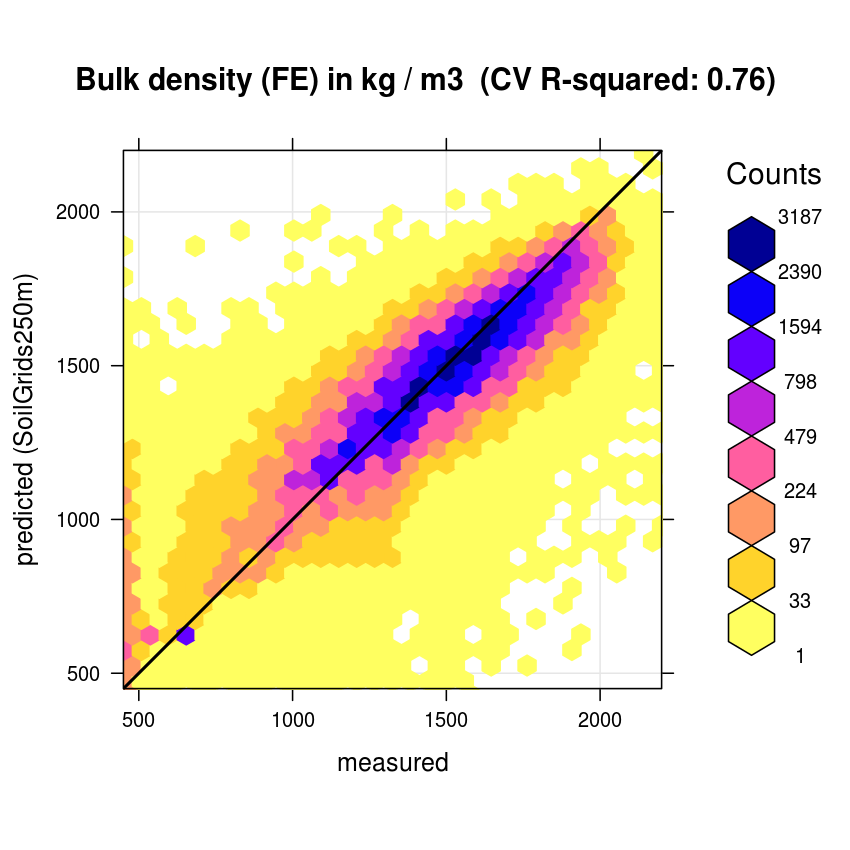 Bulk density (FE) in kg / m3  (CV R-squared: 0.76)
Counts
3187
2390
1594
798
479
224
97
33
1
predicted (SoilGrids250m)
2000
1500
1000
500
500 1000 1500 2000
measured